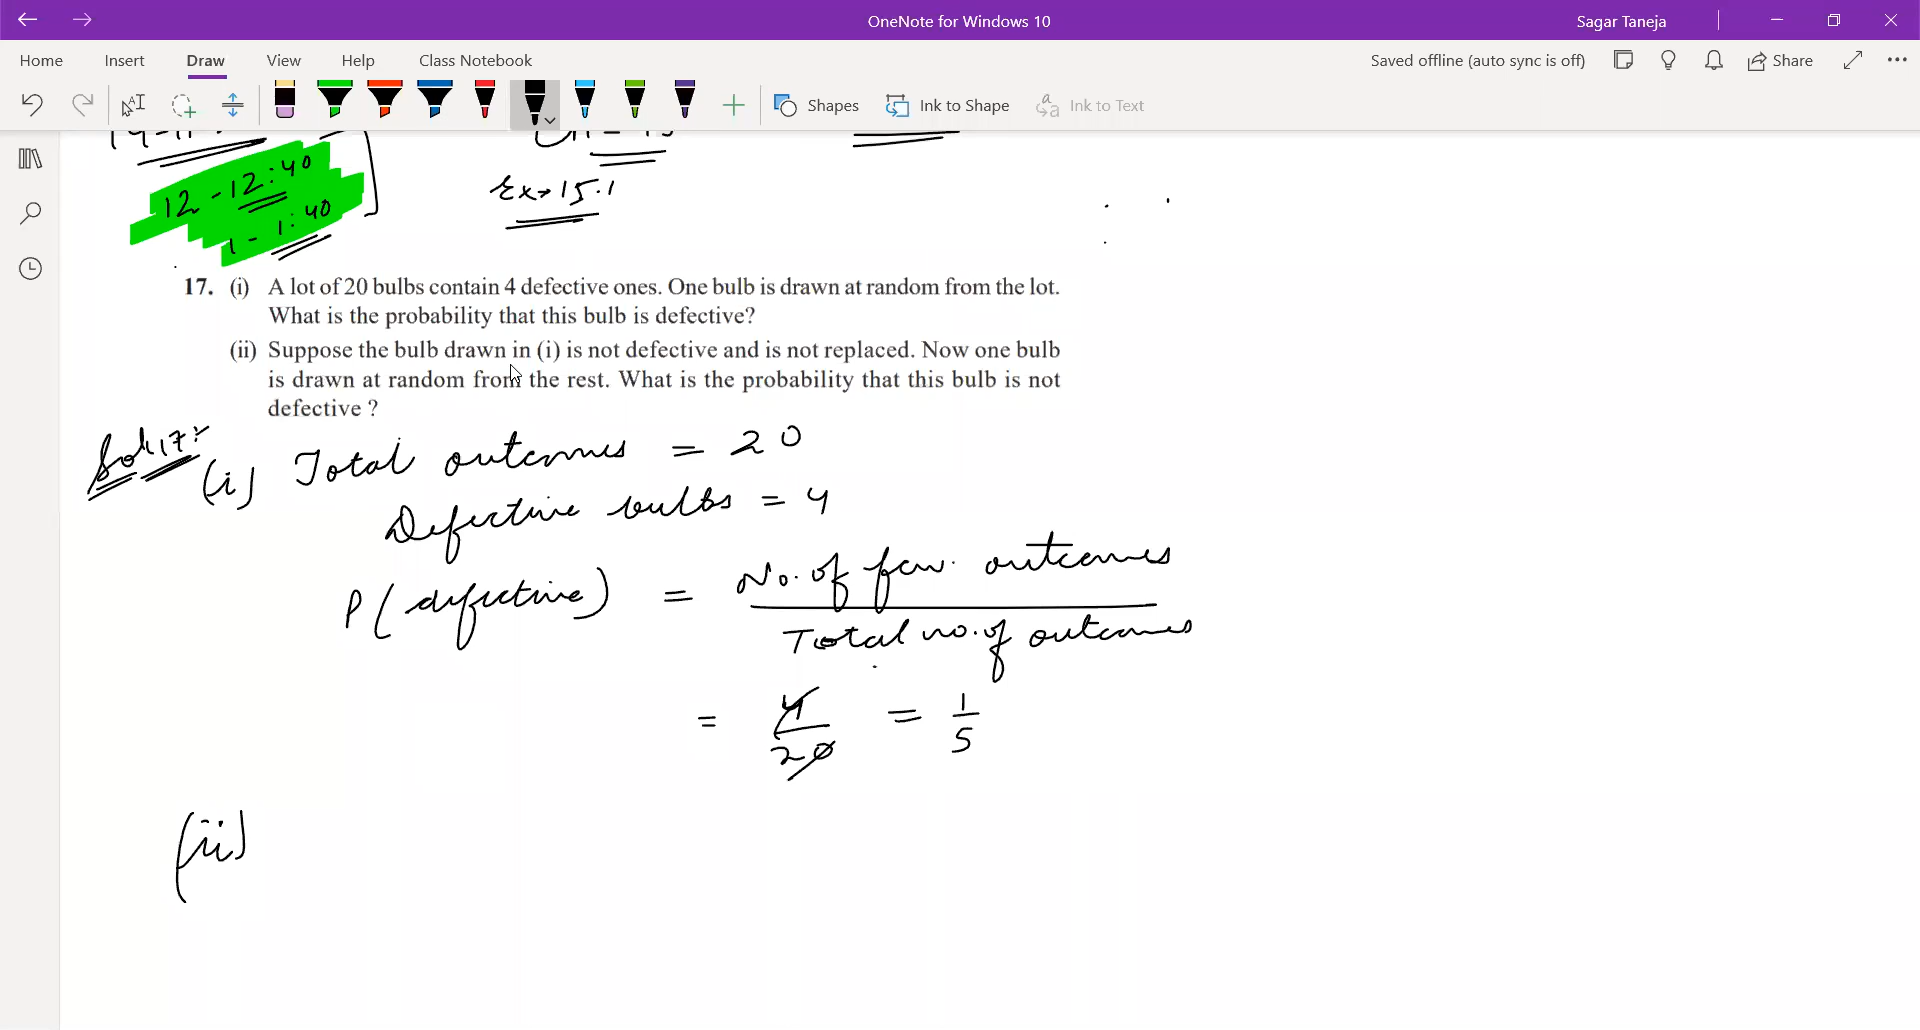 OneNote for Windows 10
Sagar Taneja
Home Insert Draw View Help Class Notebook
Saved offline (auto sync is off) Share
Shapes Ink to Shape Ink to Text
12 - 12:40
1 - 1:40
Ex → 15.1
17. (i) A lot of 20 bulbs contain 4 defective ones. One bulb is drawn at random from the lot.
What is the probability that this bulb is defective?
(ii) Suppose the bulb drawn in (i) is not defective and is not replaced. Now one bulb
is drawn at random from the rest. What is the probability that this bulb is not
defective ?
Sol 17:-
(i) Total outcomes = 20
Defective bulbs = 4
P(defective) = No. of fav. outcomes
Total no. of outcomes
= 4/20 = 1/5
(ii)